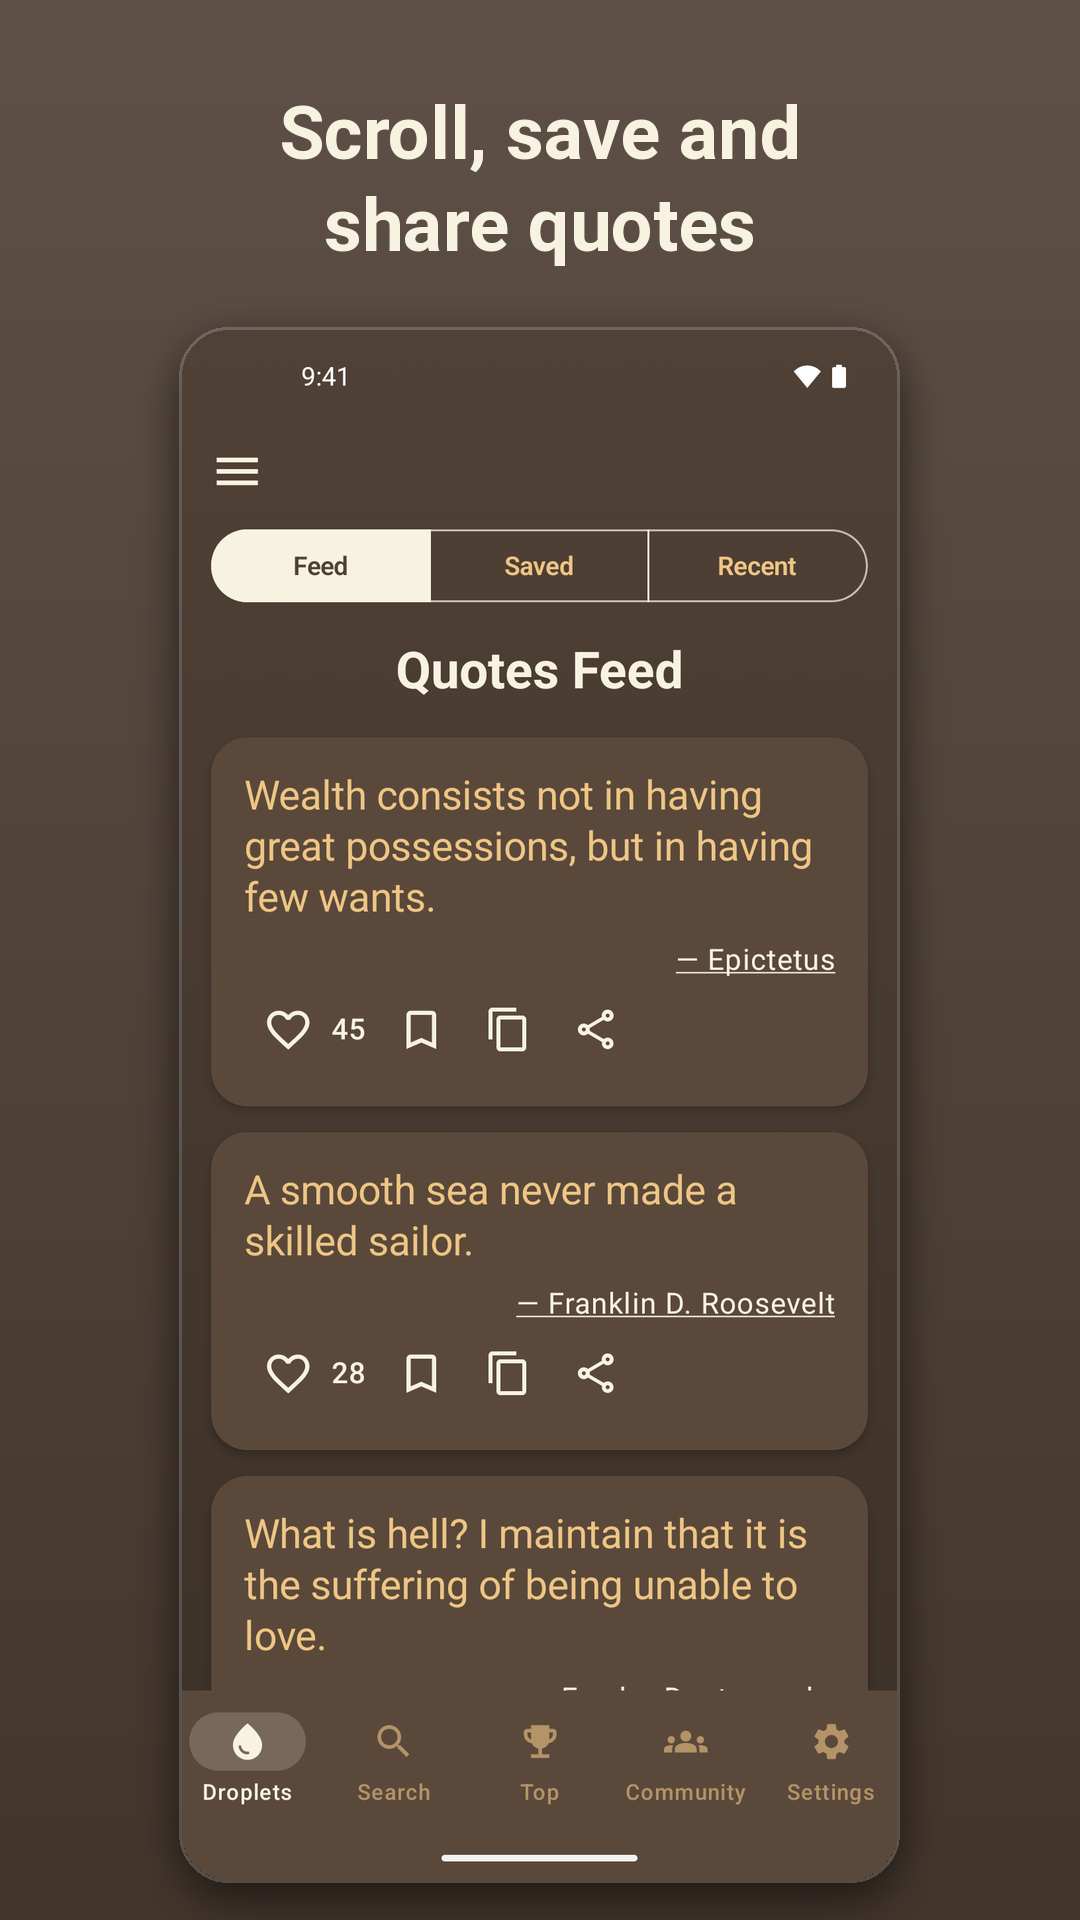 Scroll, save and
share quotes
9:41
Feed
Saved
Recent
Quotes Feed
Wealth consists not in having
great possessions, but in having
few wants.
— Epictetus
45
A smooth sea never made a
skilled sailor.
— Franklin D. Roosevelt
28
What is hell? I maintain that it is
the suffering of being unable to
love.
Droplets
Search
Top
Community
Settings